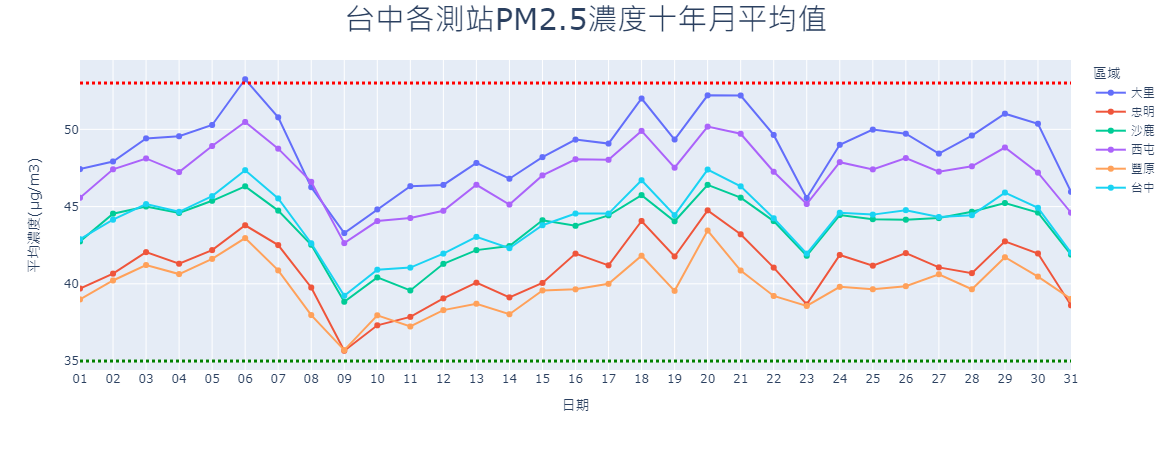 台中各測站PM2.5濃度十年月平均值
平均濃度(μg/m3)
50
45
40
35
01 02 03 04 05 06 07 08 09 10 11 12 13 14 15 16 17 18 19 20 21 22 23 24 25 26 27 28 29 30 31
日期
區域
大里
忠明
沙鹿
西屯
豐原
台中